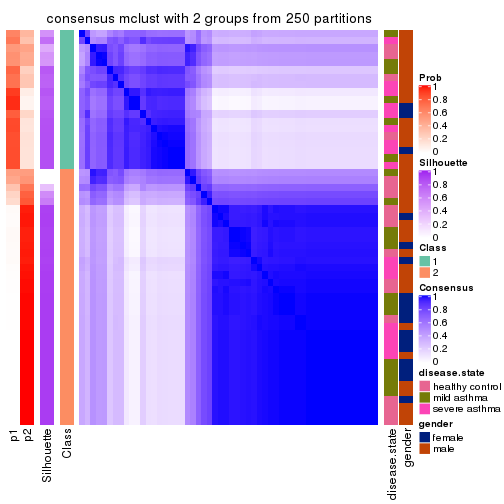 consensus mclust with 2 groups from 250 partitions
Prob
1
0.8
0.6
0.4
0.2
0
Silhouette
1
0.8
0.6
0.4
0.2
0
Class
1
2
Consensus
1
0.8
0.6
0.4
0.2
0
disease.state
healthy control
mild asthma
severe asthma
gender
female
male
p1
p2
Silhouette
Class
disease.state
gender